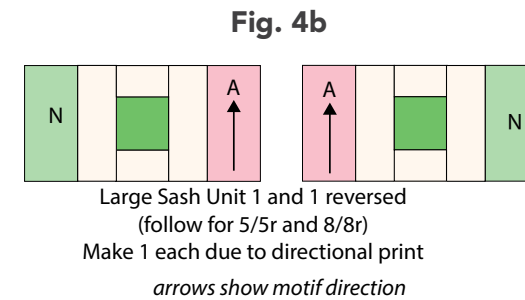 Fig. 4b
N A A N
Large Sash Unit 1 and 1 reversed
(follow for 5/5r and 8/8r)
Make 1 each due to directional print
arrows show motif direction